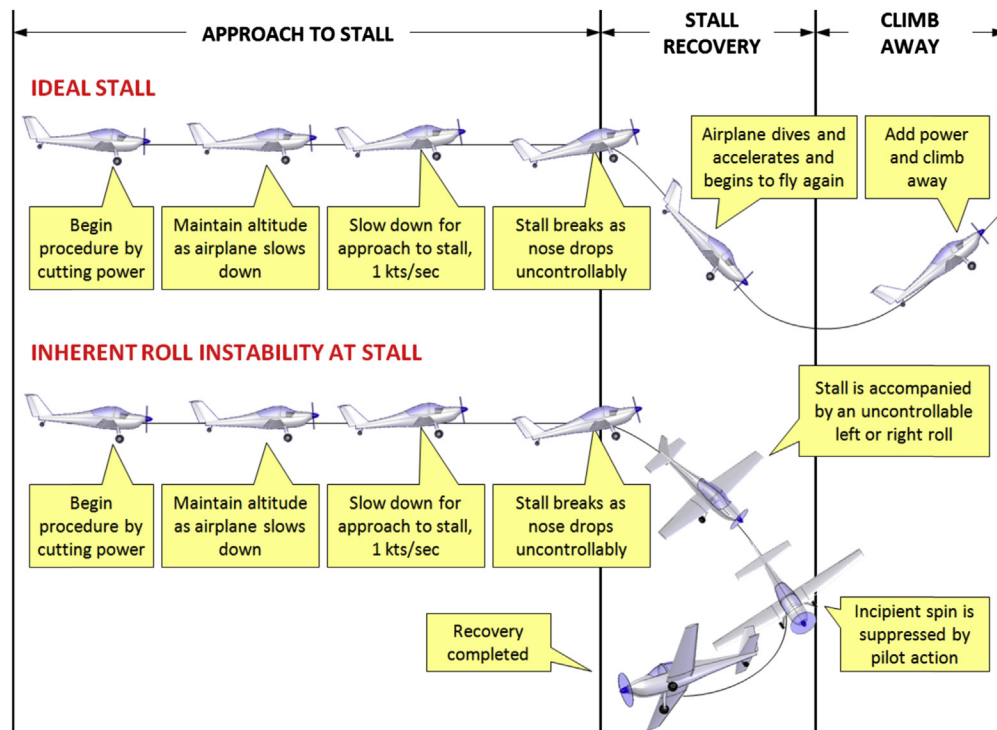 APPROACH TO STALL
STALL
RECOVERY
CLIMB
AWAY
IDEAL STALL
Begin
procedure by
cutting power
Maintain altitude
as airplane slows
down
Slow down for
approach to stall,
1 kts/sec
Stall breaks as
nose drops
uncontrollably
Airplane dives and
accelerates and
begins to fly again
Add power
and climb
away
INHERENT ROLL INSTABILITY AT STALL
Begin
procedure by
cutting power
Maintain altitude
as airplane slows
down
Slow down for
approach to stall,
1 kts/sec
Stall breaks as
nose drops
uncontrollably
Stall is accompanied
by an uncontrollable
left or right roll
Incipient spin is
suppressed by
pilot action
Recovery
completed